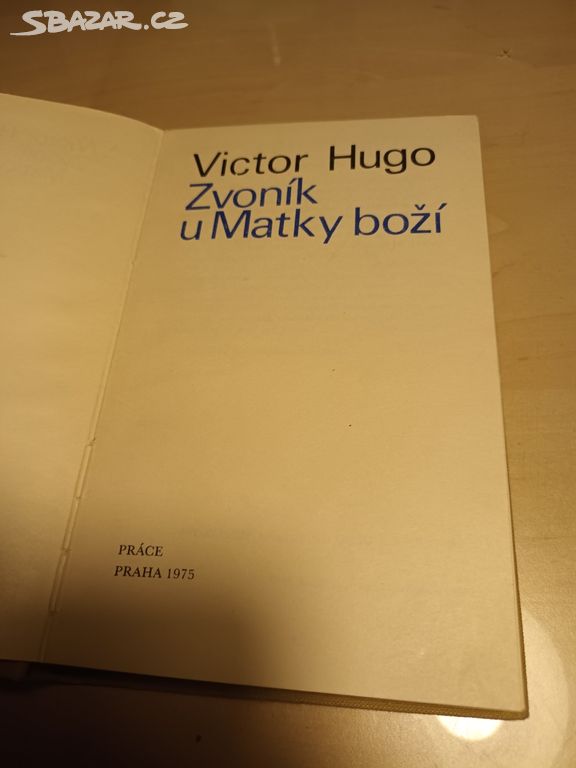 SBAZAR.CZ
Victor Hugo
Zvoník
u Matky boží
PRÁCE
PRAHA 1975